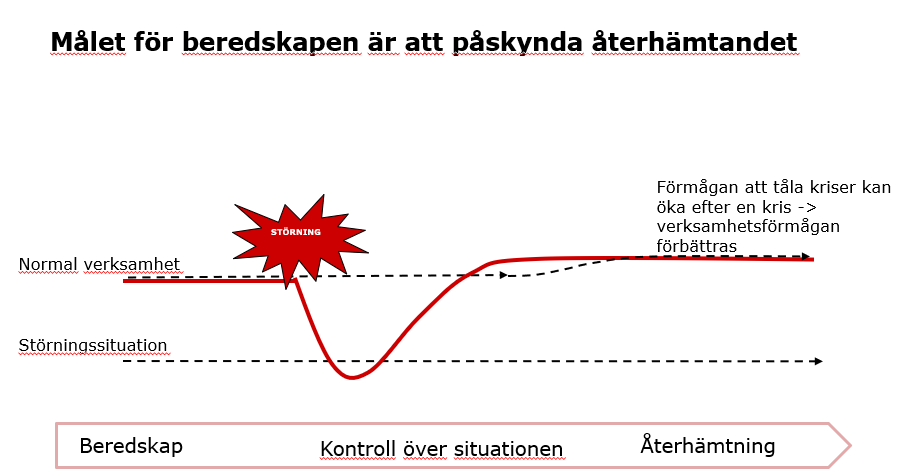 Målet för beredskapen är att påskynda återhämtandet
Förmågan att tåla kriser kan
öka efter en kris ->
verksamhetsförmågan
förbättras
STÖRNING
Normal verksamhet
Störningssituation
Beredskap
Kontroll över situationen
Återhämtning